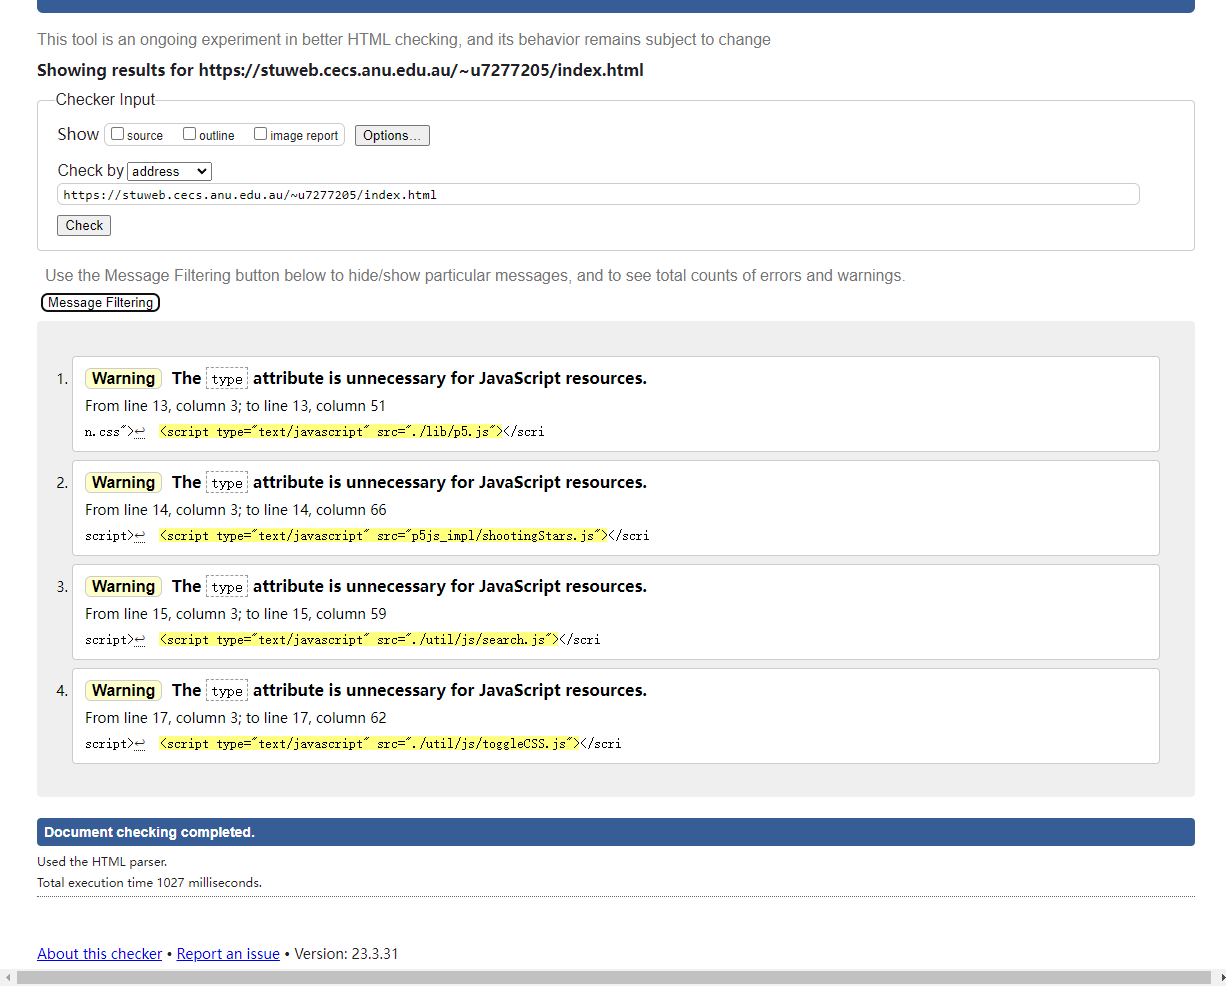 This tool is an ongoing experiment in better HTML checking, and its behavior remains subject to change
Showing results for https://stuweb.cecs.anu.edu.au/~u7277205/index.html
Checker Input
Show source outline image report Options...
Check by address
https://stuweb.cecs.anu.edu.au/~u7277205/index.html
Check
Use the Message Filtering button below to hide/show particular messages, and to see total counts of errors and warnings.
Message Filtering
1. Warning The type attribute is unnecessary for JavaScript resources.
From line 13, column 3; to line 13, column 51
n.css">↩ <script type="text/javascript" src="./lib/p5.js"></scri
2. Warning The type attribute is unnecessary for JavaScript resources.
From line 14, column 3; to line 14, column 66
script>↩ <script type="text/javascript" src="p5js_impl/shootingStars.js"></scri
3. Warning The type attribute is unnecessary for JavaScript resources.
From line 15, column 3; to line 15, column 59
script>↩ <script type="text/javascript" src="./util/js/search.js"></scri
4. Warning The type attribute is unnecessary for JavaScript resources.
From line 17, column 3; to line 17, column 62
script>↩ <script type="text/javascript" src="./util/js/toggleCSS.js"></scri
Document checking completed.
Used the HTML parser.
Total execution time 1027 milliseconds.
About this checker • Report an issue • Version: 23.3.31